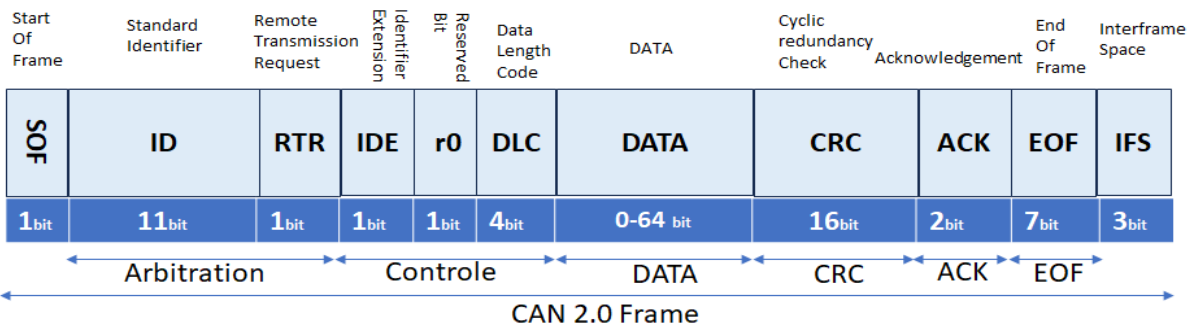 Start
Of
Frame
Standard
Identifier
Remote
Transmission
Request
Identifier
Extension
Reserved
Bit
Data
Length
Code
DATA
Cyclic
redundancy
Check
Acknowledgement
End
Of
Frame
Interframe
Space
SOF ID RTR IDE r0 DLC DATA CRC ACK EOF IFS
1bit 11bit 1bit 1bit 1bit 4bit 0-64 bit 16bit 2bit 7bit 3bit
Arbitration Controle DATA CRC ACK EOF
CAN 2.0 Frame